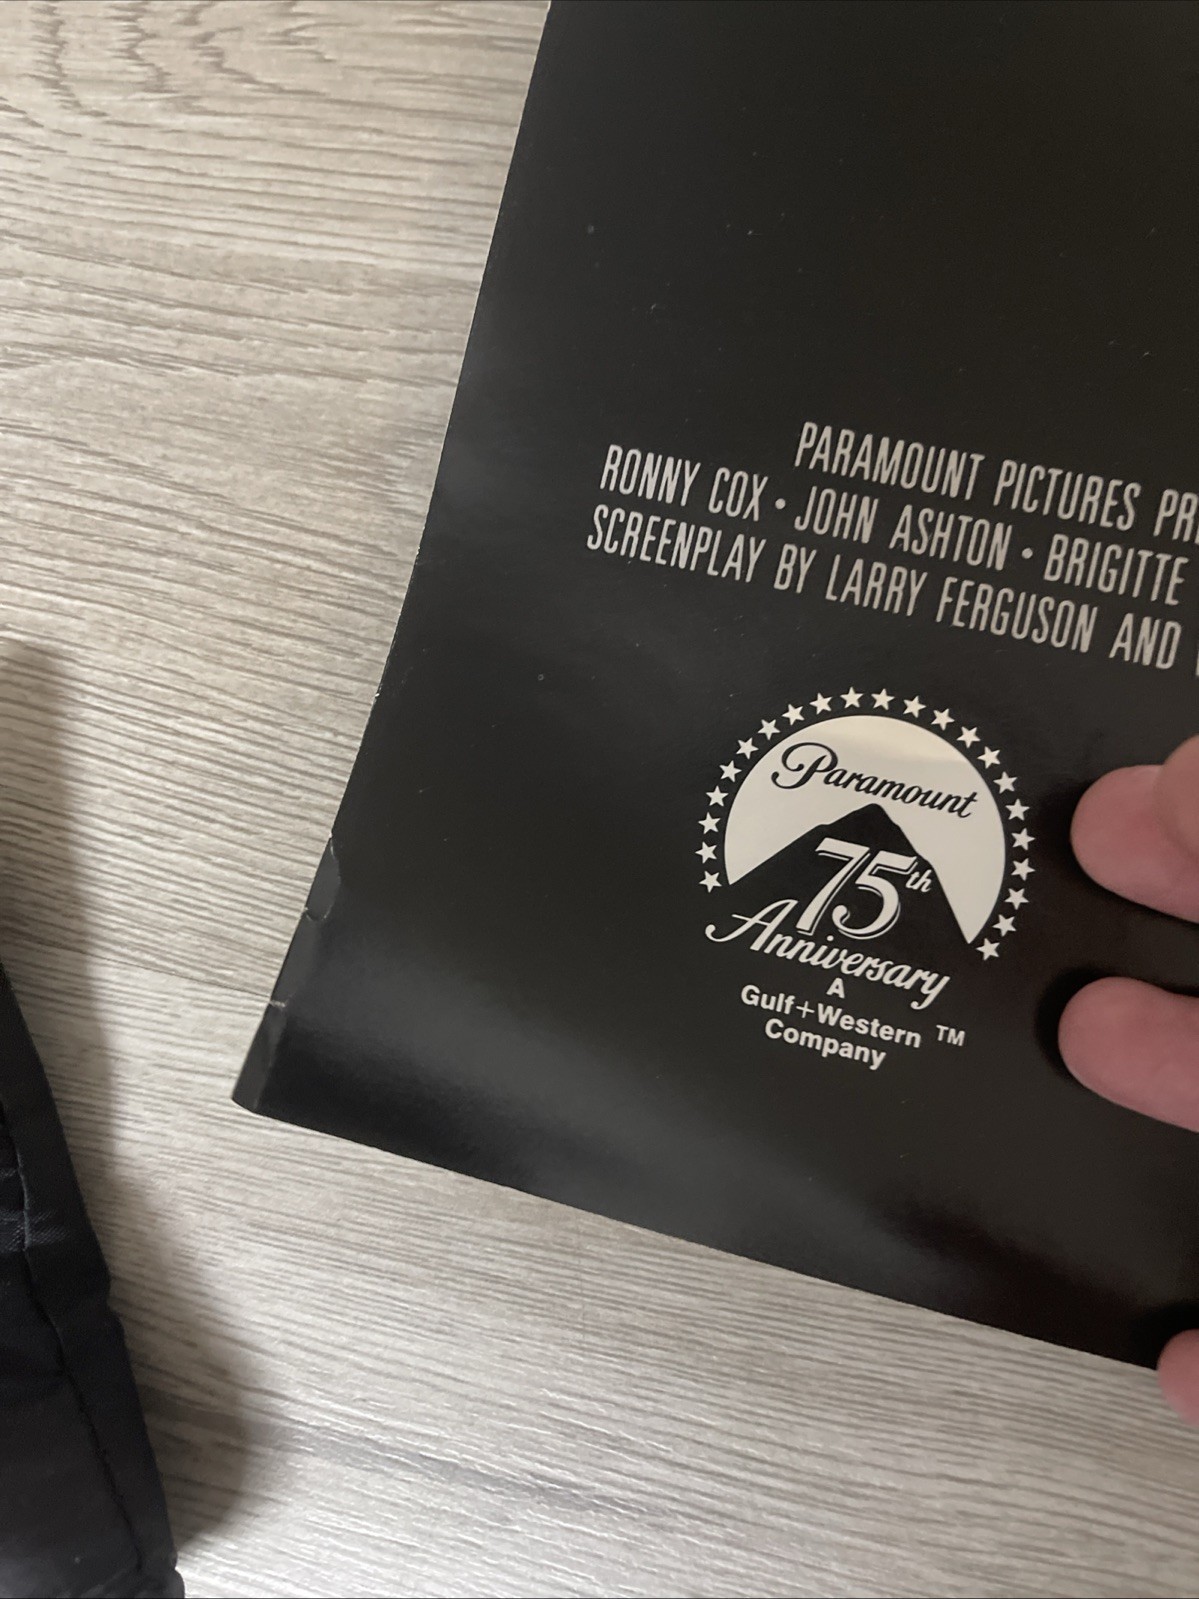 PARAMOUNT PICTURES
RONNY COX • JOHN ASHTON • BRIGITTE
SCREENPLAY BY LARRY FERGUSON AND
Paramount
75th
Anniversary
A
Gulf+Western TM
Company